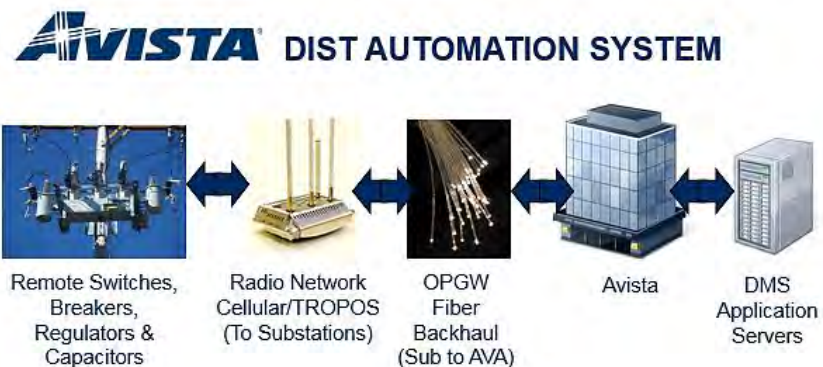 AVISTA DIST AUTOMATION SYSTEM
Remote Switches,
Breakers,
Regulators &
Capacitors
Radio Network
Cellular/TROPOS
(To Substations)
OPGW
Fiber
Backhaul
(Sub to AVA)
Avista
DMS
Application
Servers